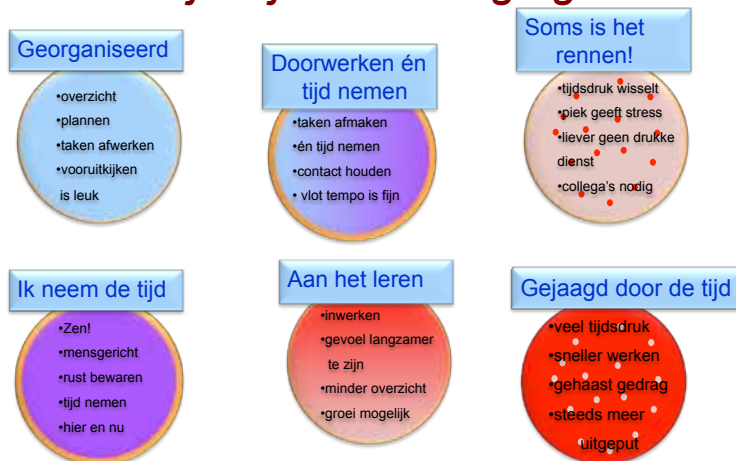 Georganiseerd
•overzicht
•plannen
•taken afwerken
•vooruitkijken
is leuk
Doorwerken én
tijd nemen
•taken afmaken
•én tijd nemen
•contact houden
• vlot tempo is fijn
Soms is het
rennen!
•tijdsdruk wisselt
•piek geeft stress
•liever geen drukke
dienst
•collega's nodig
Ik neem de tijd
•Zen!
•mensgericht
•rust bewaren
•tijd nemen
•hier en nu
Aan het leren
•inwerken
•gevoel langzamer
te zijn
•minder overzicht
•groei mogelijk
Gejaagd door de tijd
•veel tijdsdruk
•sneller werken
•gehaast gedrag
•steeds meer
uitgeput